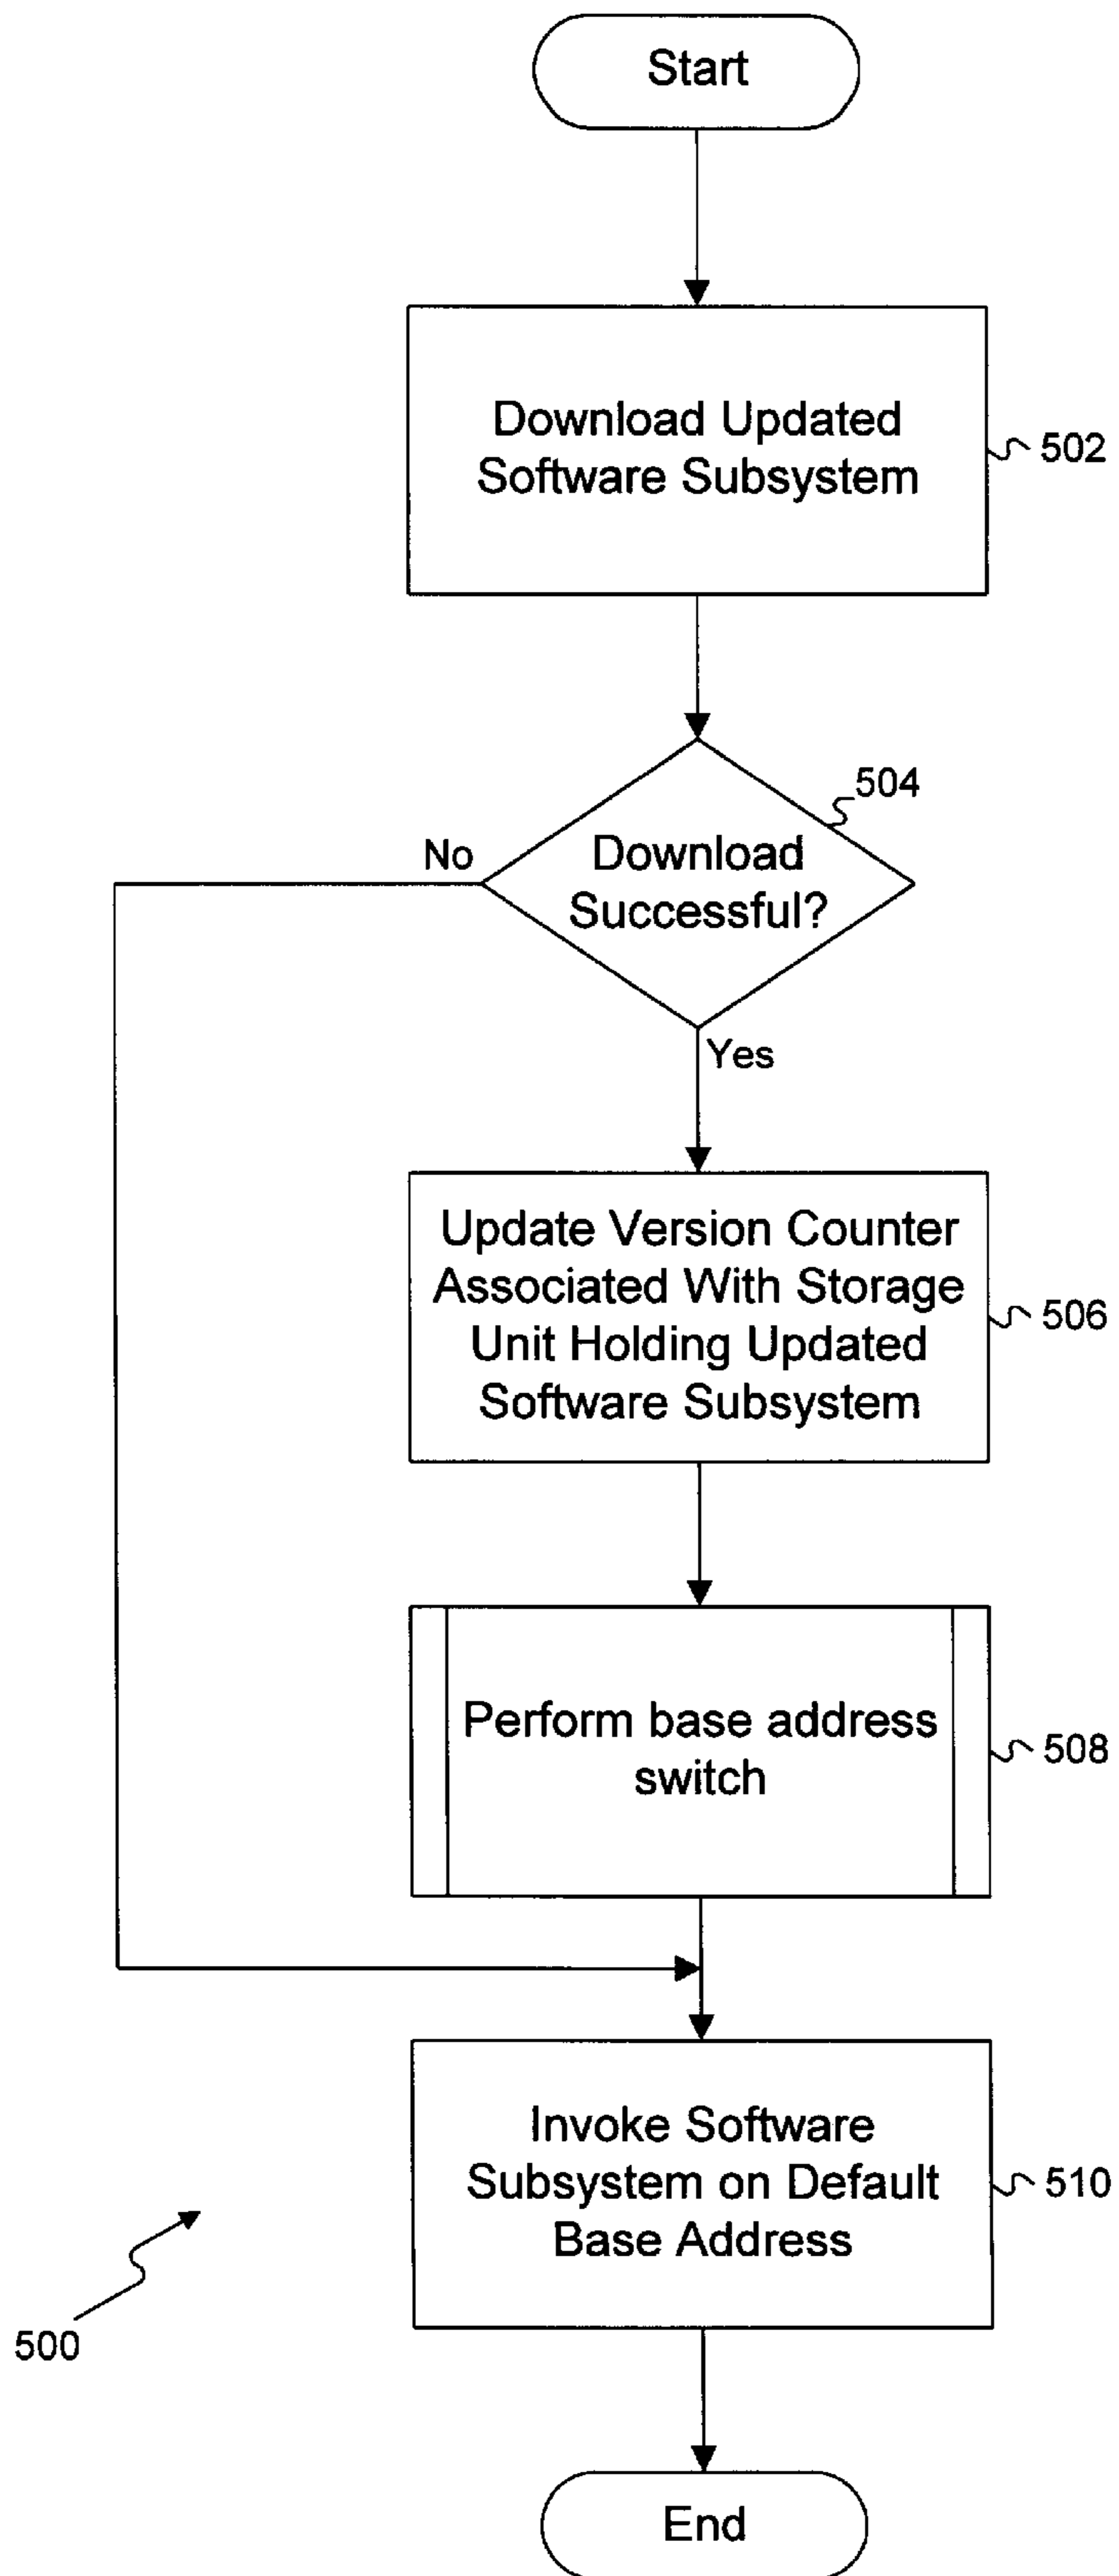 Start
Download Updated
Software Subsystem
502
504
No
Download
Successful?
Yes
Update Version Counter
Associated With Storage
Unit Holding Updated
Software Subsystem
506
Perform base address
switch
508
Invoke Software
Subsystem on Default
Base Address
510
500
End